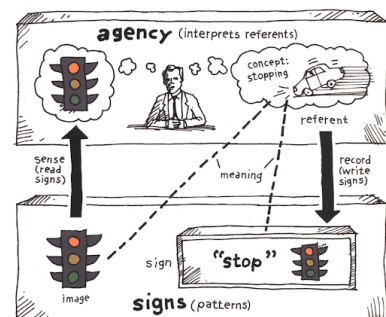 agency (interprets referents)
concept:
stopping
referent
sense
(read
signs)
meaning
record
(write
signs)
sign
"stop"
image
signs (patterns)